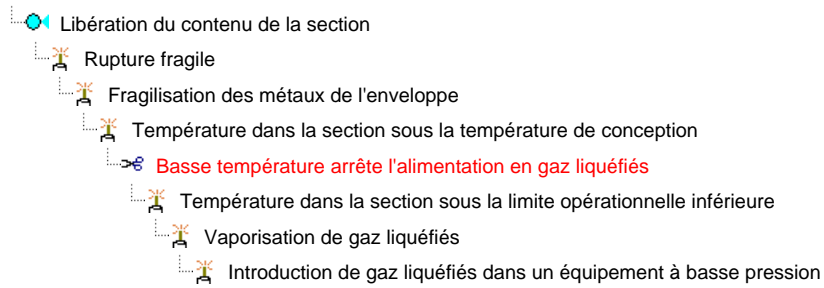 Libération du contenu de la section
Rupture fragile
Fragilisation des métaux de l'enveloppe
Température dans la section sous la température de conception
Basse température arrête l'alimentation en gaz liquéfiés
Température dans la section sous la limite opérationnelle inférieure
Vaporisation de gaz liquéfiés
Introduction de gaz liquéfiés dans un équipement à basse pression